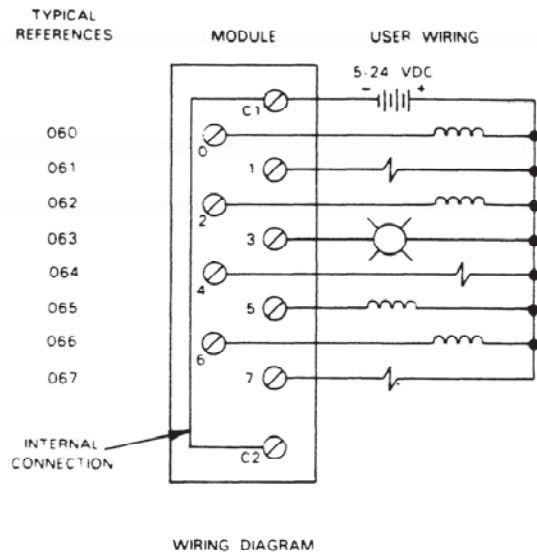 TYPICAL
REFERENCES
MODULE
USER WIRING
5-24 VDC
- +
C1
060
0
061
1
062
2
063
3
064
4
065
5
066
6
067
7
INTERNAL
CONNECTION
C2
WIRING DIAGRAM